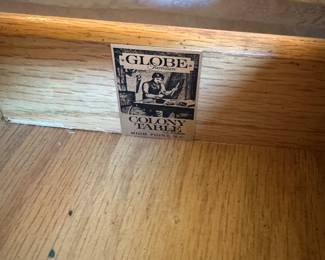 GLOBE
COLONY
TABLE
HIGH POINT, N.C.